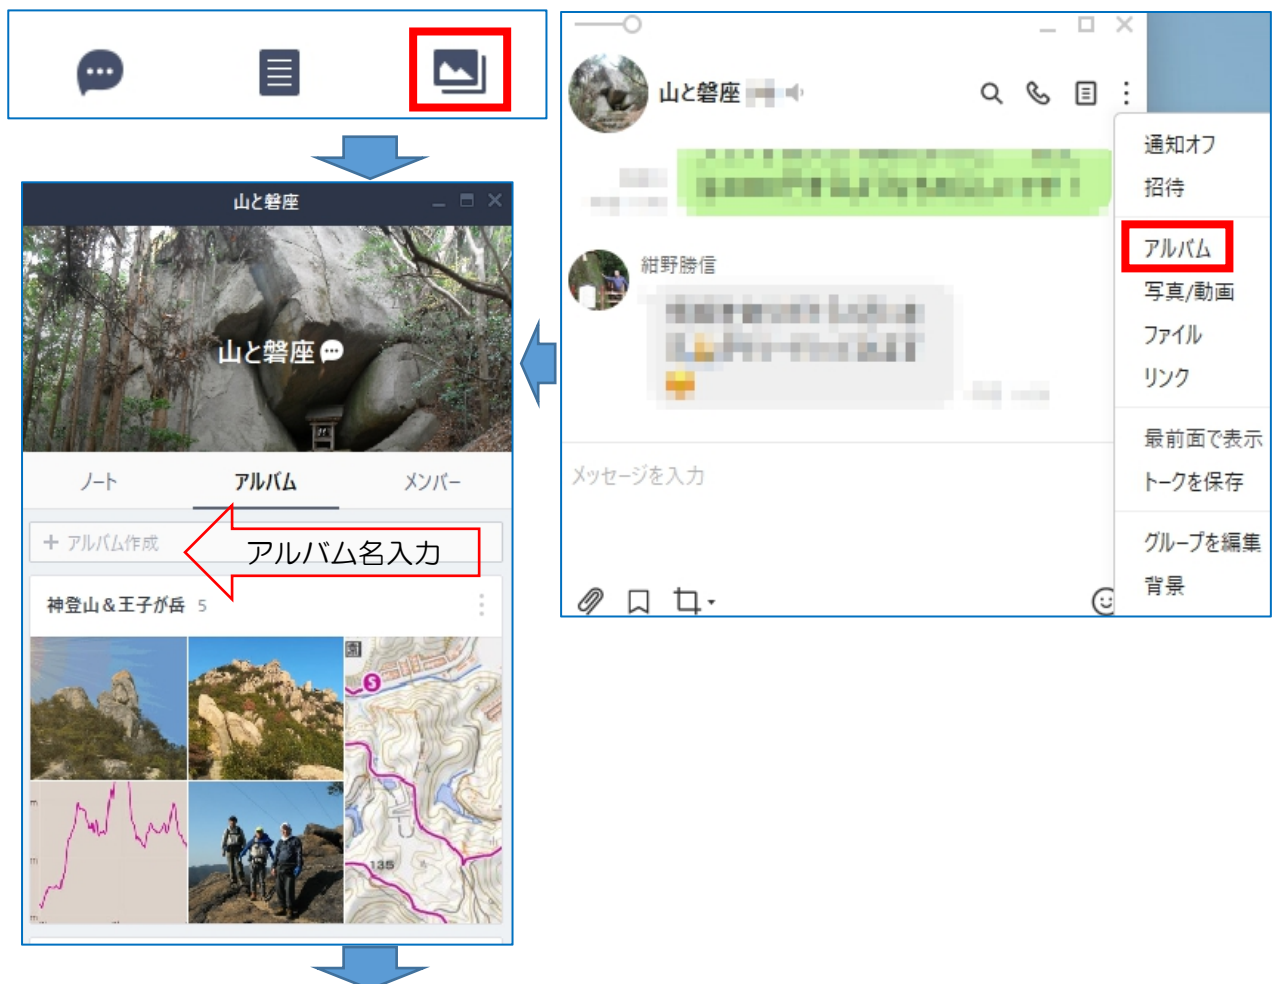 山と磐座
山と磐座
ノート
アルバム
メンバー
+ アルバム作成
アルバム名入力
神登山&王子が岳 5
園
S
135
山と磐座
紺野勝信
メッセージを入力
通知オフ
招待
アルバム
写真/動画
ファイル
リンク
最前面で表示
トークを保存
グループを編集
背景